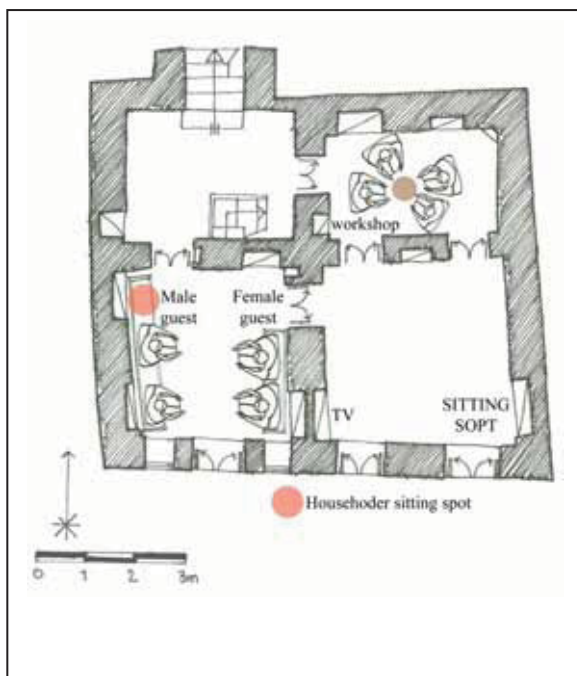 workshop
Male
guest
Female
guest
TV
SITTING
SOPT
Househoder sitting spot
0 1 2 3m